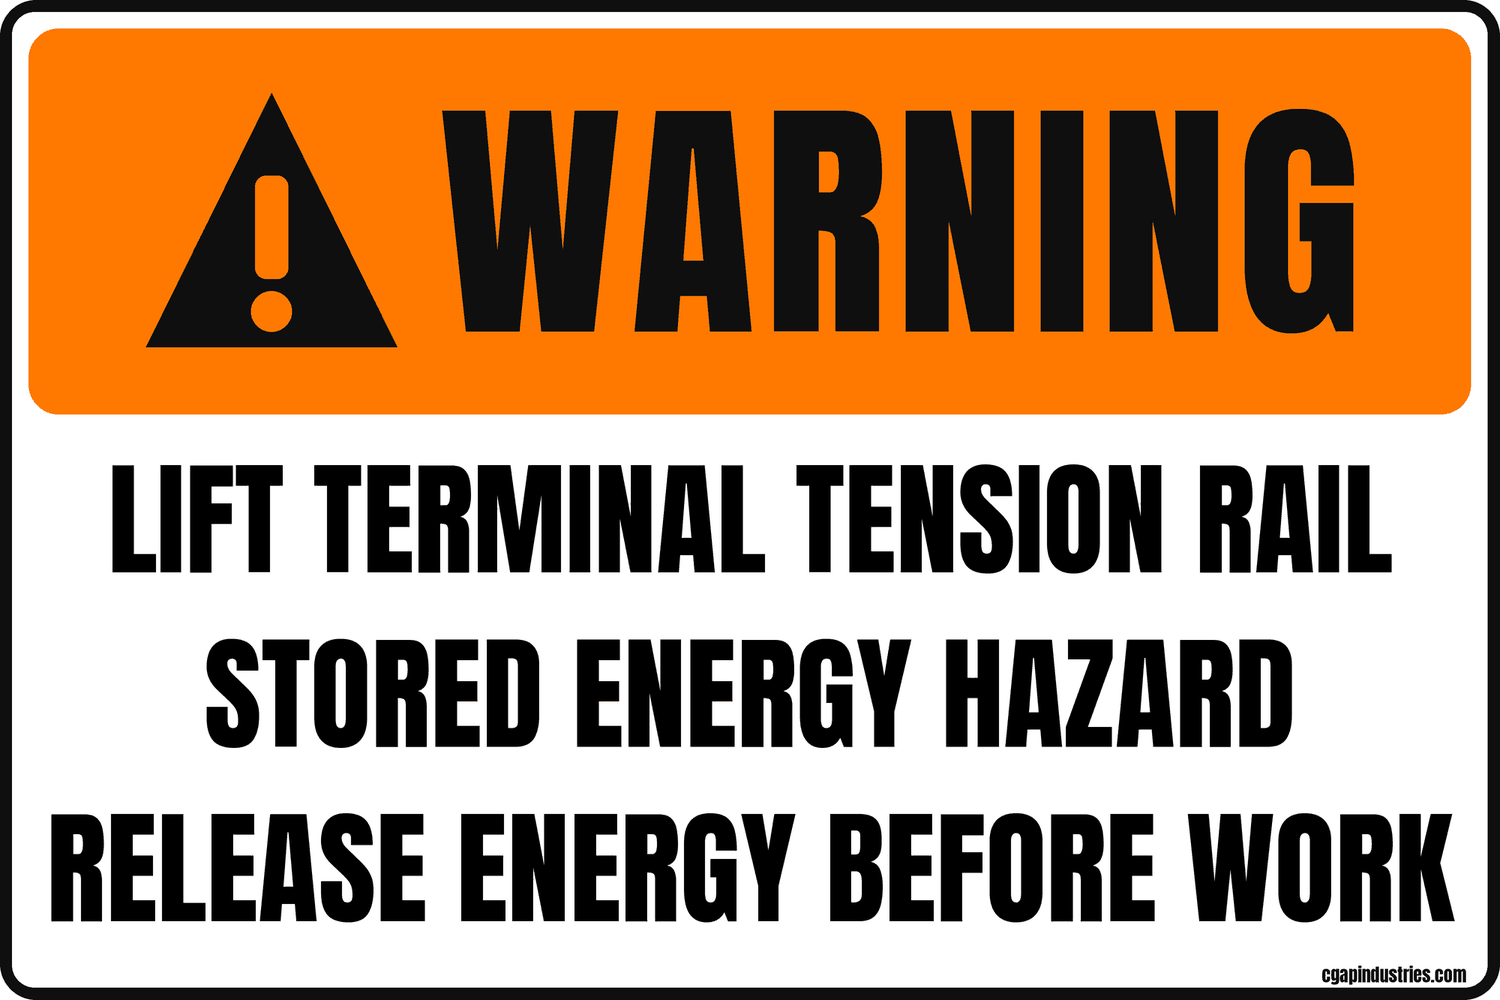 WARNING
LIFT TERMINAL TENSION RAIL
STORED ENERGY HAZARD
RELEASE ENERGY BEFORE WORK
cgapindustries.com